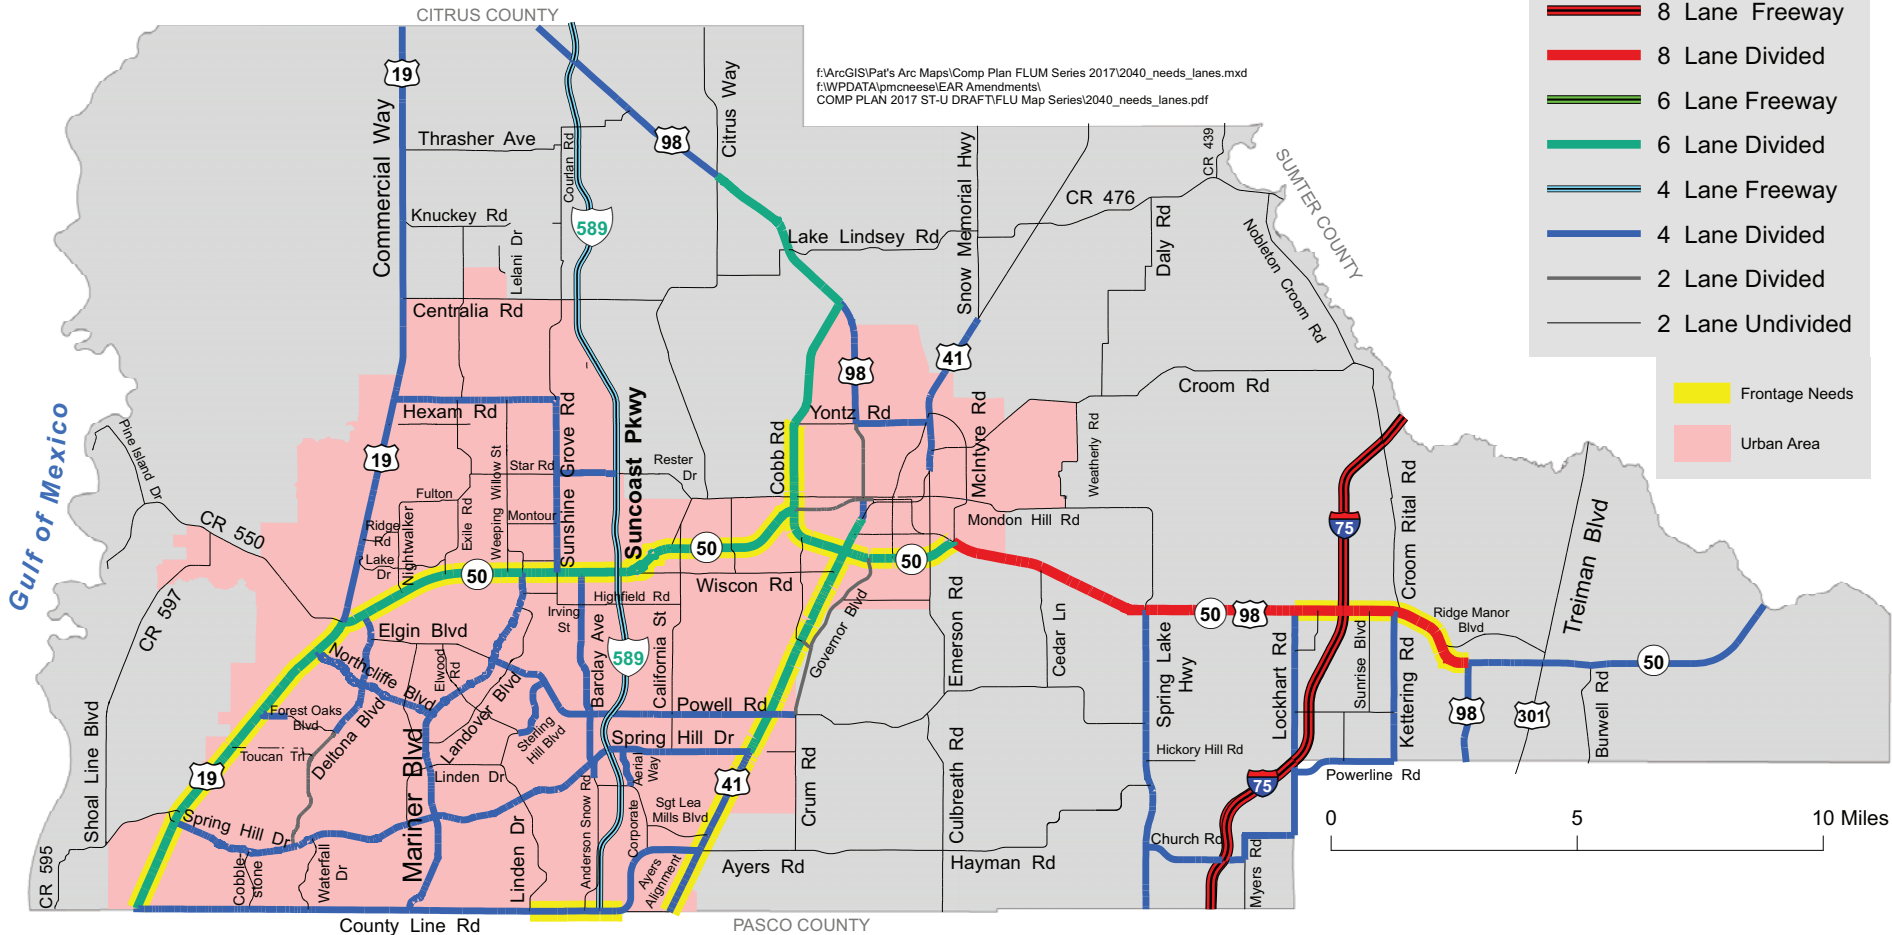 CITRUS COUNTY
8 Lane Freeway
8 Lane Divided
6 Lane Freeway
6 Lane Divided
4 Lane Freeway
4 Lane Divided
2 Lane Divided
2 Lane Undivided
Frontage Needs
Urban Area
f:\ArcGIS\Pat's Arc Maps\Comp Plan FLUM Series 2017\2040_needs_lanes.mxd
f:\WPDATA\pmcneese\EAR Amendments\
COMP PLAN 2017 ST-U DRAFT\FLU Map Series\2040_needs_lanes.pdf
19
Commercial Way
Thrasher Ave
Courlan Rd
98
Citrus Way
Snow Memorial Hwy
CR 439
SUMTER COUNTY
CR 476
Knuckey Rd
Lelani Dr
589
Lake Lindsey Rd
Daly Rd
Nobleton Croom Rd
Centralia Rd
98
41
Croom Rd
Hexam Rd
Yontz Rd
McIntyre Rd
Weatherly Rd
Gulf of Mexico
Pine Island Dr
19
Star Rd
Sunshine Grove Rd
Suncoast Pkwy
Rester
Dr
Cobb Rd
Weeping Willow St
Fulton
Exile Rd
Montour
Nightwalker
Ridge
Rd
Lake
Dr
CR 550
Mondon Hill Rd
75
Croom Rital Rd
Treiman Blvd
50
50
50
Wiscon Rd
Highfield Rd
Irving
St
CR 597
Elgin Blvd
Barclay Ave
California St
589
Governor Blvd
Emerson Rd
Cedar Ln
50
98
Spring Lake
Hwy
Lockhart Rd
Sunrise Blvd
Kettering Rd
Ridge Manor
Blvd
50
98
301
Burwell Rd
Northcliffe Blvd
Elwood
Rd
Forest Oaks
Blvd
Deltona Blvd
Landover Blvd
Sterling
Hill Blvd
Powell Rd
Spring Hill Dr
Toucan Trl
19
Mariner Blvd
Linden Dr
Aerial
Way
41
Crum Rd
Culbreath Rd
Hickory Hill Rd
Powerline Rd
75
Shoal Line Blvd
Spring Hill Dr
Sgt Lea
Mills Blvd
Church Rd
0
5
10 Miles
CR 595
Cobble-
stone
Waterfall
Dr
Linden Dr
Anderson Snow Rd
Corporate
Ayers
Alignment
Ayers Rd
Hayman Rd
Myers Rd
County Line Rd
PASCO COUNTY